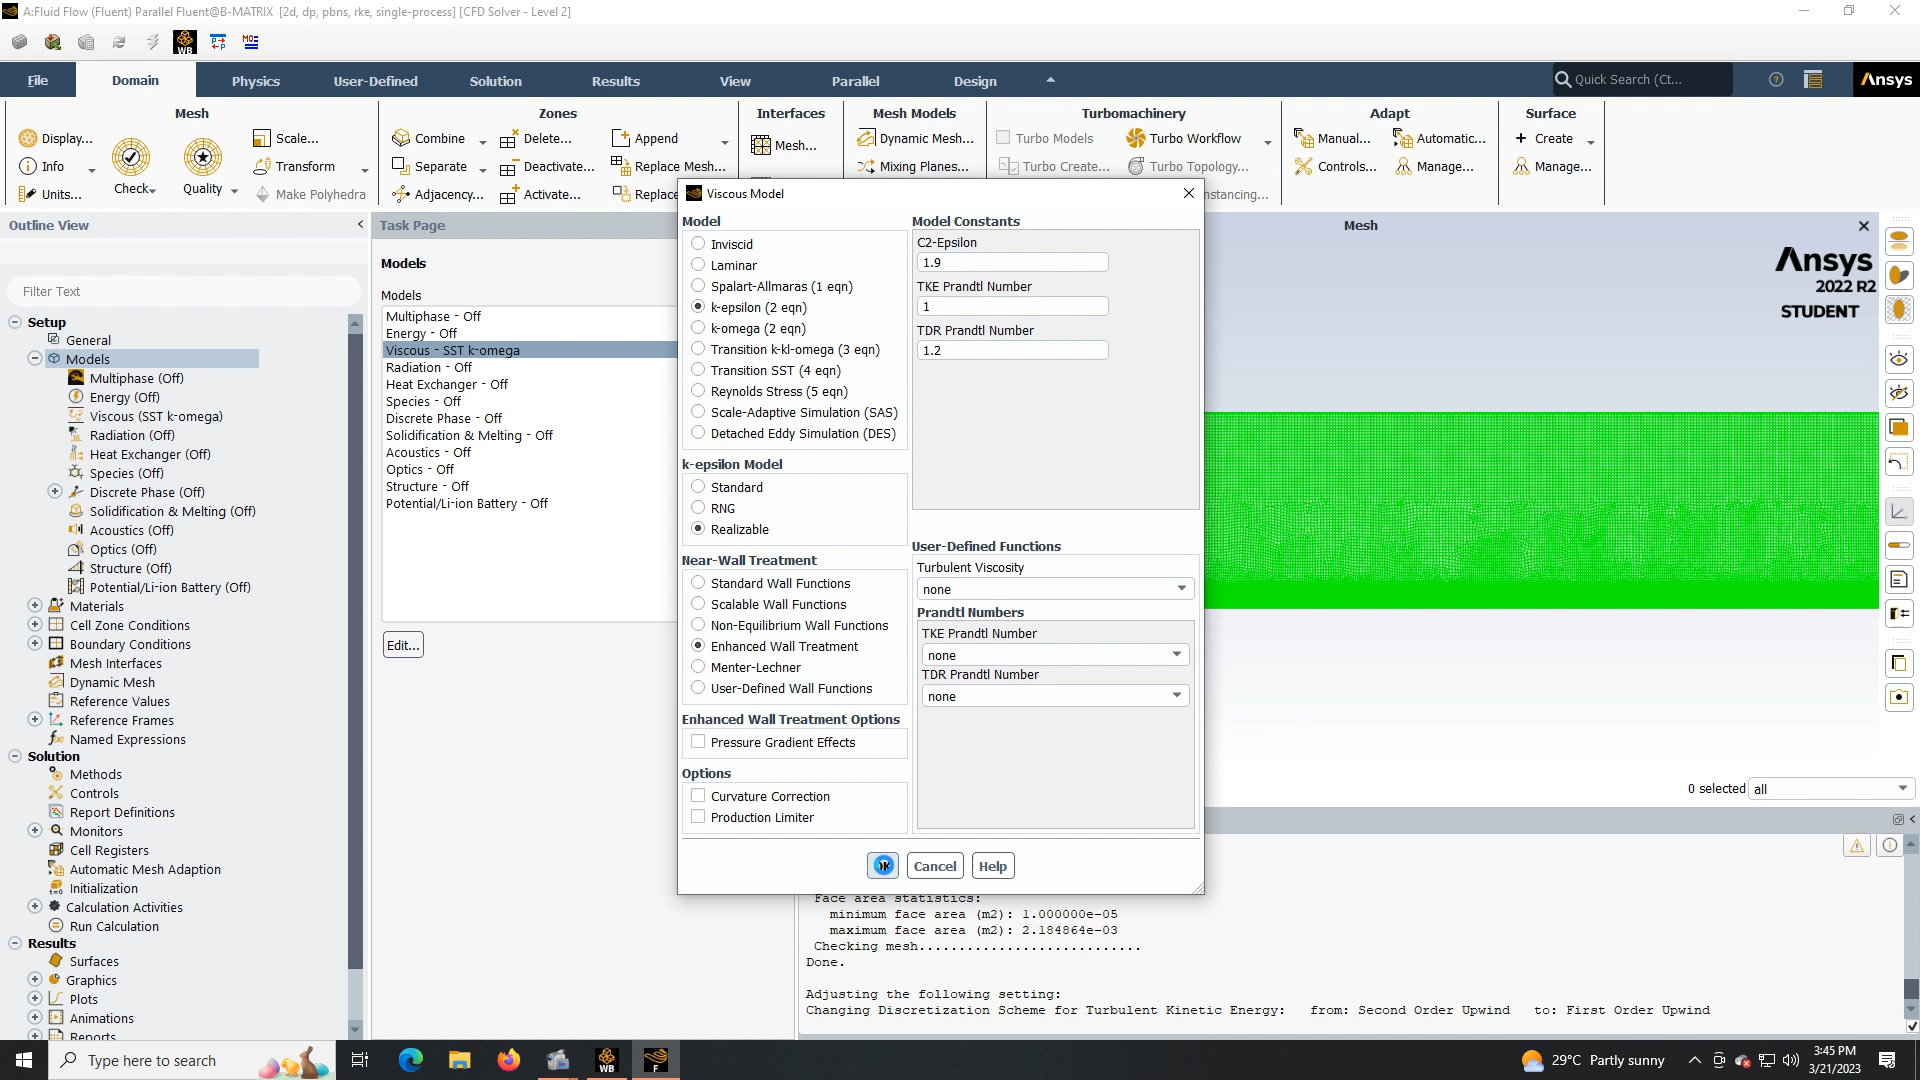 A:Fluid Flow (Fluent) Parallel Fluent@B-MATRIX [2d, dp, pbns, rke, single-process] [CFD Solver - Level 2]
WB
File
Domain
Physics
User-Defined
Solution
Results
View
Parallel
Design
Quick Search (Ct...
Ansys
Mesh
Display...
Info
Units...
Check
Quality
Scale...
Transform
Make Polyhedra
Zones
Combine
Delete...
Append
Separate
Deactivate...
Replace Mesh...
Adjacency...
Activate...
Replace
Interfaces
Mesh...
Mesh Models
Dynamic Mesh...
Mixing Planes...
Turbomachinery
Turbo Models
Turbo Workflow
Turbo Create...
Turbo Topology...
nstancing...
Adapt
Manual...
Automatic...
Controls...
Manage...
Surface
Create
Manage...
Outline View
Filter Text
Setup
General
Models
Multiphase (Off)
Energy (Off)
Viscous (SST k-omega)
Radiation (Off)
Heat Exchanger (Off)
Species (Off)
Discrete Phase (Off)
Solidification & Melting (Off)
Acoustics (Off)
Optics (Off)
Structure (Off)
Potential/Li-ion Battery (Off)
Materials
Cell Zone Conditions
Boundary Conditions
Mesh Interfaces
Dynamic Mesh
Reference Values
Reference Frames
Named Expressions
Solution
Methods
Controls
Report Definitions
Monitors
Cell Registers
Automatic Mesh Adaption
Initialization
Calculation Activities
Run Calculation
Results
Surfaces
Graphics
Plots
Animations
Reports
Task Page
Models
Models
Multiphase - Off
Energy - Off
Viscous - SST k-omega
Radiation - Off
Heat Exchanger - Off
Species - Off
Discrete Phase - Off
Solidification & Melting - Off
Acoustics - Off
Optics - Off
Structure - Off
Potential/Li-ion Battery - Off
Edit...
Viscous Model
Model
Inviscid
Laminar
Spalart-Allmaras (1 eqn)
k-epsilon (2 eqn)
k-omega (2 eqn)
Transition k-kl-omega (3 eqn)
Transition SST (4 eqn)
Reynolds Stress (5 eqn)
Scale-Adaptive Simulation (SAS)
Detached Eddy Simulation (DES)
k-epsilon Model
Standard
RNG
Realizable
Near-Wall Treatment
Standard Wall Functions
Scalable Wall Functions
Non-Equilibrium Wall Functions
Enhanced Wall Treatment
Menter-Lechner
User-Defined Wall Functions
Enhanced Wall Treatment Options
Pressure Gradient Effects
Options
Curvature Correction
Production Limiter
Model Constants
C2-Epsilon
1.9
TKE Prandtl Number
1
TDR Prandtl Number
1.2
User-Defined Functions
Turbulent Viscosity
none
Prandtl Numbers
TKE Prandtl Number
none
TDR Prandtl Number
none
OK
Cancel
Help
Mesh
Ansys
2022 R2
STUDENT
0 selected
all
Face area statistics:
minimum face area (m2): 1.000000e-05
maximum face area (m2): 2.184864e-03
Checking mesh............................
Done.
Adjusting the following setting:
Changing Discretization Scheme for Turbulent Kinetic Energy: from: Second Order Upwind to: First Order Upwind
Type here to search
WB
F
29°C Partly sunny
3:45 PM
3/21/2023